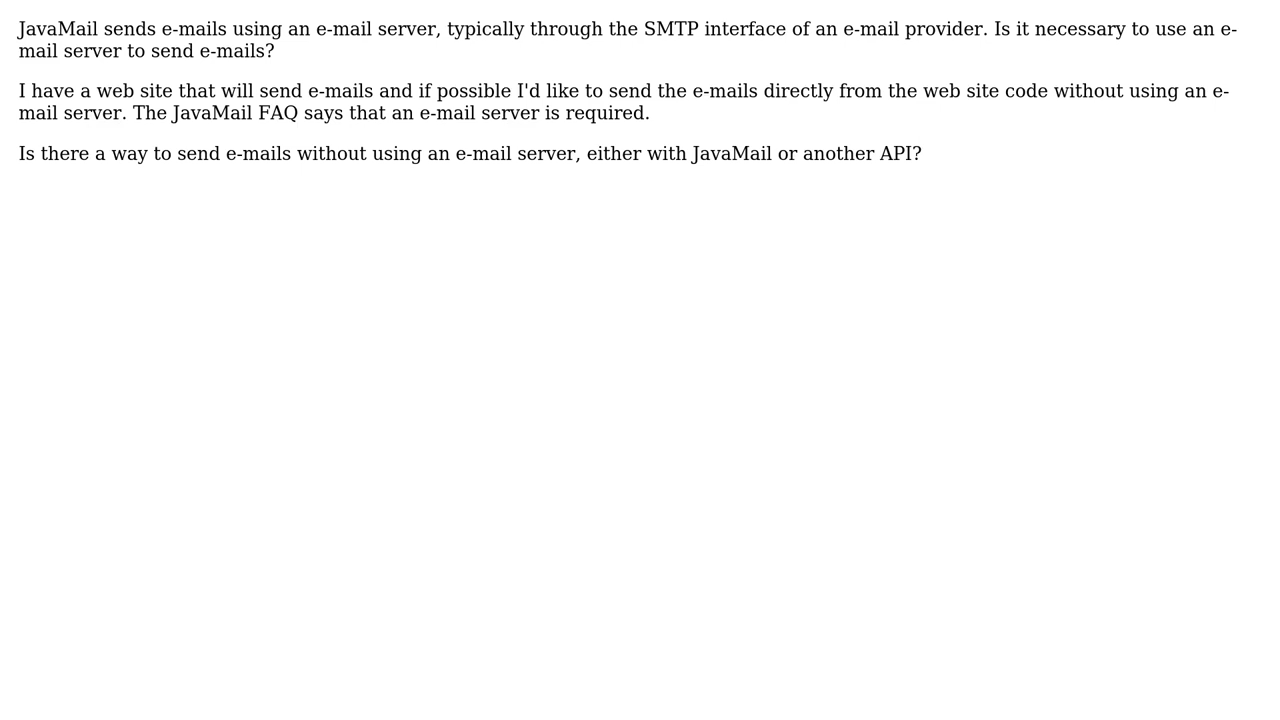 JavaMail sends e-mails using an e-mail server, typically through the SMTP interface of an e-mail provider. Is it necessary to use an e-
mail server to send e-mails?
I have a web site that will send e-mails and if possible I'd like to send the e-mails directly from the web site code without using an e-
mail server. The JavaMail FAQ says that an e-mail server is required.
Is there a way to send e-mails without using an e-mail server, either with JavaMail or another API?